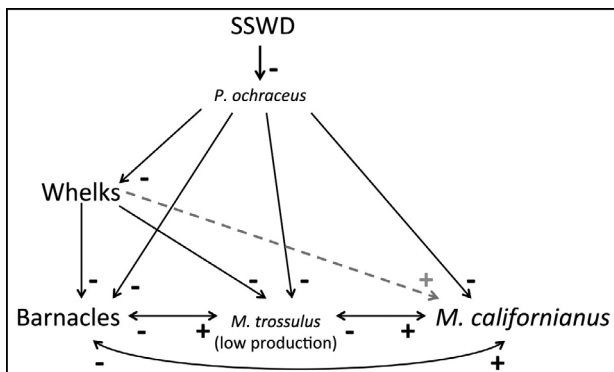 SSWD
-
P. ochraceus
-
Whelks
+
- - - - -
Barnacles - + M. trossulus - + M. californianus
(low production)
- +